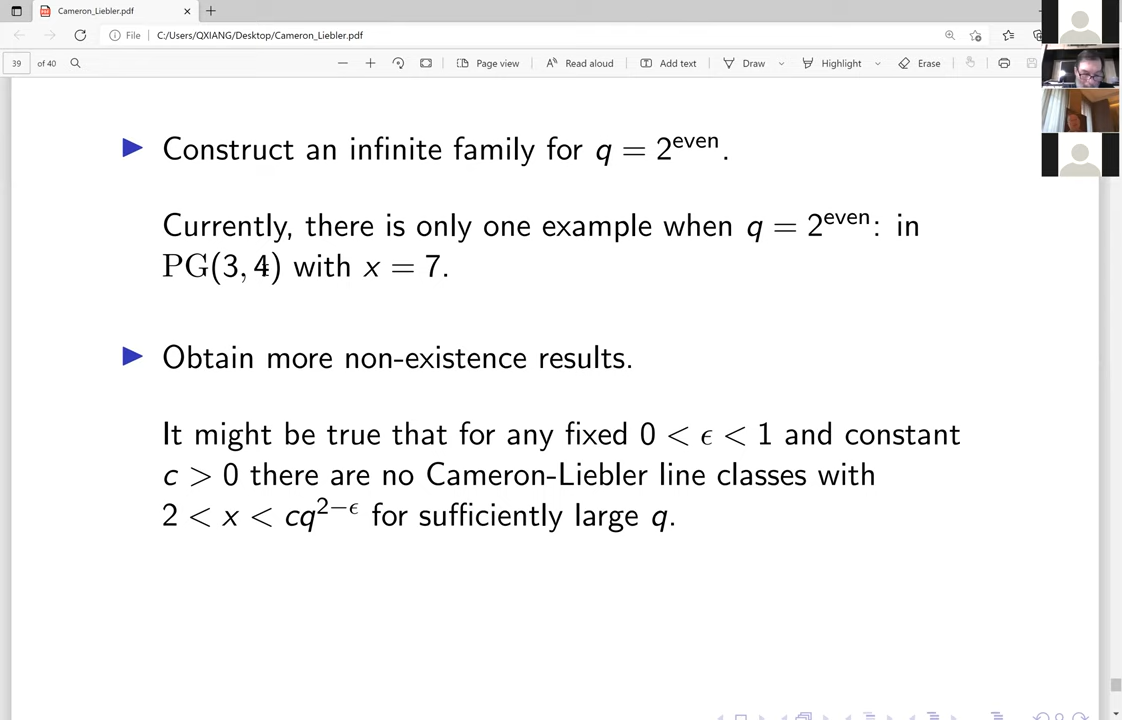 Cameron_Liebler.pdf
File C:/Users/QXIANG/Desktop/Cameron_Liebler.pdf
39 of 40 Page view Read aloud Add text Draw Highlight Erase
Construct an infinite family for q = 2^even.
Currently, there is only one example when q = 2^even: in
PG(3, 4) with x = 7.
Obtain more non-existence results.
It might be true that for any fixed 0 < ϵ < 1 and constant
c > 0 there are no Cameron-Liebler line classes with
2 < x < cq^{2−ϵ} for sufficiently large q.